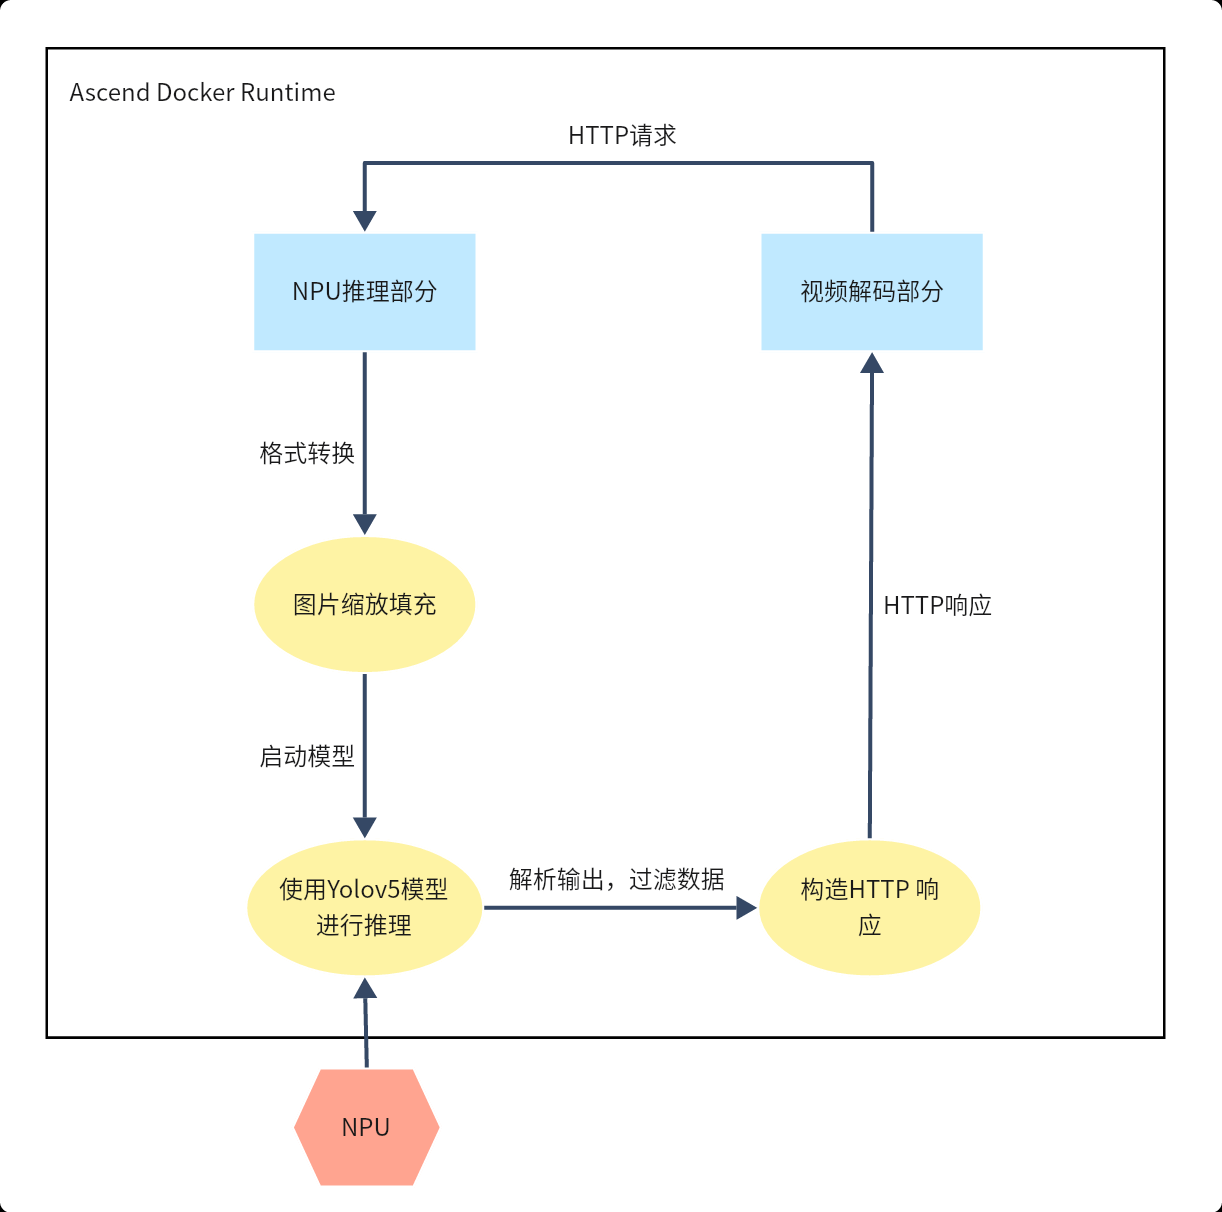 Ascend Docker Runtime
HTTP请求
NPU推理部分
视频解码部分
格式转换
图片缩放填充
HTTP响应
启动模型
解析输出，过滤数据
使用Yolov5模型
进行推理
构造HTTP 响
应
NPU